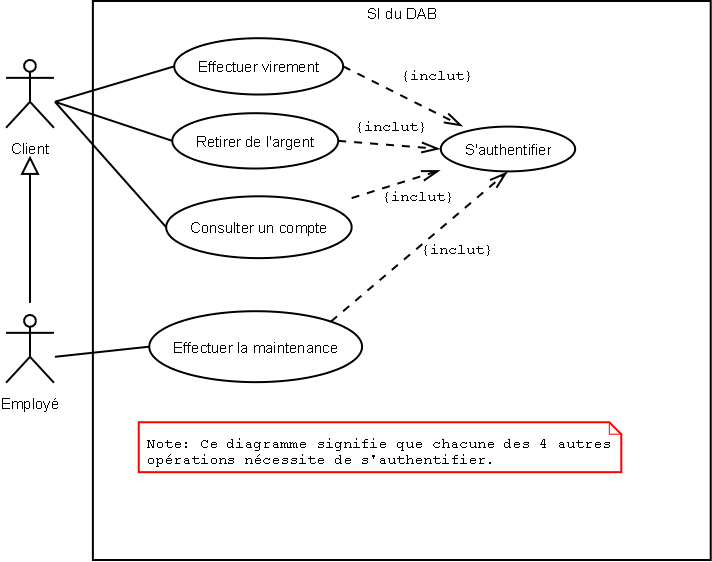 SI du DAB
Effectuer virement
{inclut}
Client
Retirer de l'argent
{inclut}
S'authentifier
Consulter un compte
{inclut}
{inclut}
Employé
Effectuer la maintenance
Note: Ce diagramme signifie que chacune des 4 autres
opérations nécessite de s'authentifier.